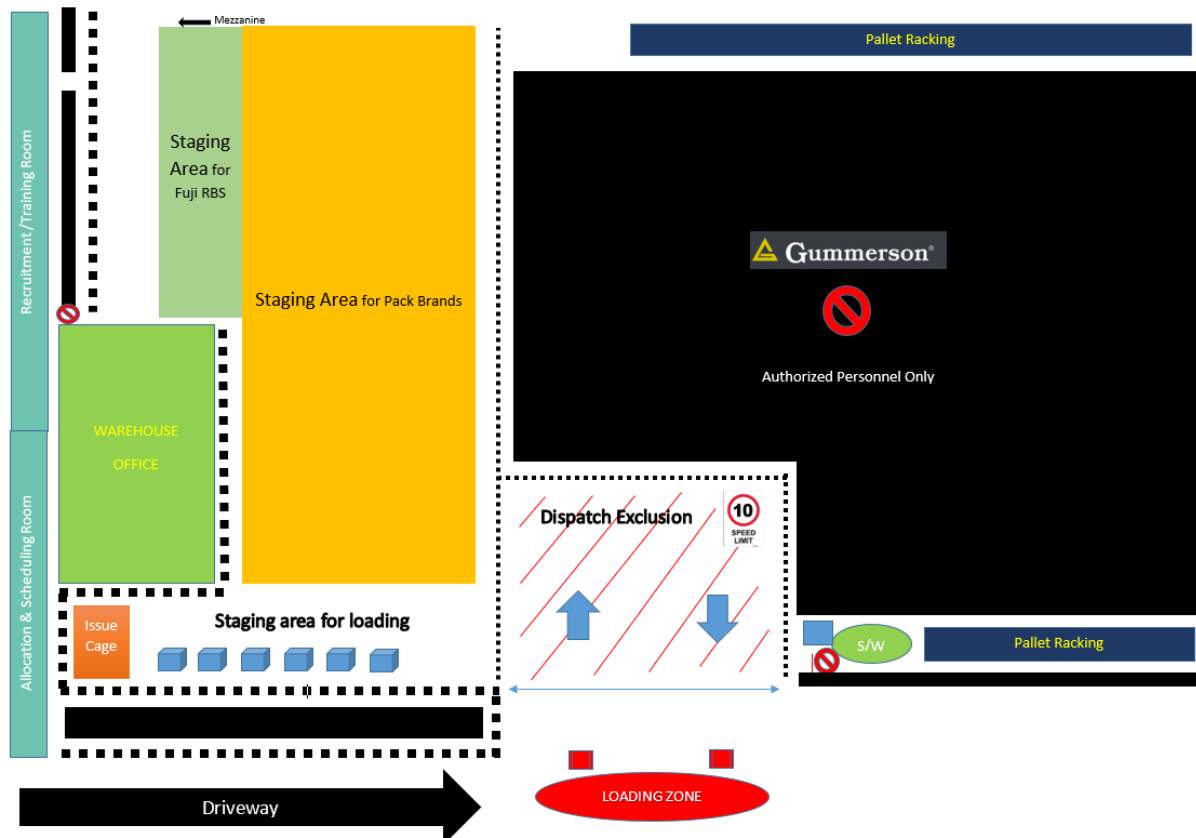 Mezzanine
Pallet Racking
Recruitment/Training Room
Staging
Area for
Fuji RBS
Gummerson®
Staging Area for Pack Brands
Authorized Personnel Only
WAREHOUSE
OFFICE
Allocation & Scheduling Room
Dispatch Exclusion
10
SPEED
LIMIT
Issue
Cage
Staging area for loading
S/W
Pallet Racking
LOADING ZONE
Driveway